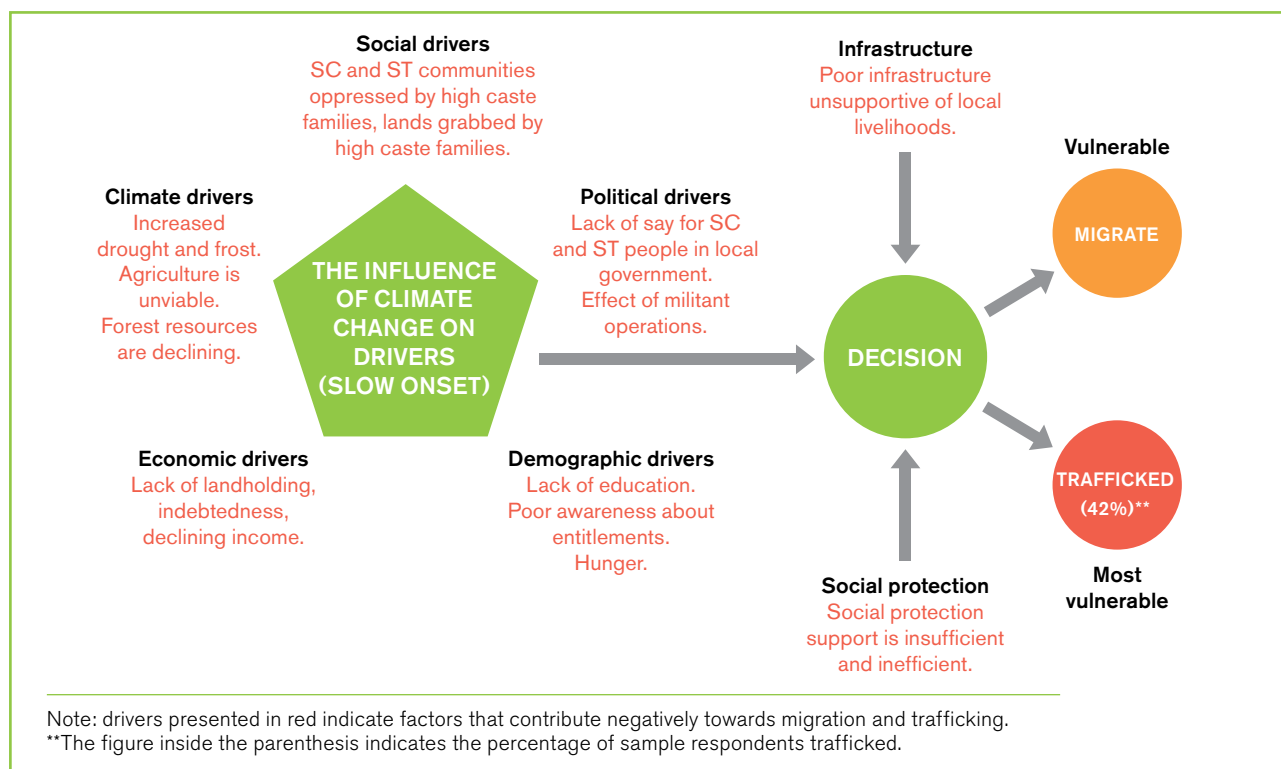 Social drivers
SC and ST communities
oppressed by high caste
families, lands grabbed by
high caste families.
Climate drivers
Increased
drought and frost.
Agriculture is
unviable.
Forest resources
are declining.
THE INFLUENCE
OF CLIMATE
CHANGE ON
DRIVERS
(SLOW ONSET)
Political drivers
Lack of say for SC
and ST people in local
government.
Effect of militant
operations.
Economic drivers
Lack of landholding,
indebtedness,
declining income.
Demographic drivers
Lack of education.
Poor awareness about
entitlements.
Hunger.
Infrastructure
Poor infrastructure
unsupportive of local
livelihoods.
DECISION
Social protection
Social protection
support is insufficient
and inefficient.
Vulnerable
MIGRATE
TRAFFICKED
(42%)**
Most
vulnerable
Note: drivers presented in red indicate factors that contribute negatively towards migration and trafficking.
**The figure inside the parenthesis indicates the percentage of sample respondents trafficked.